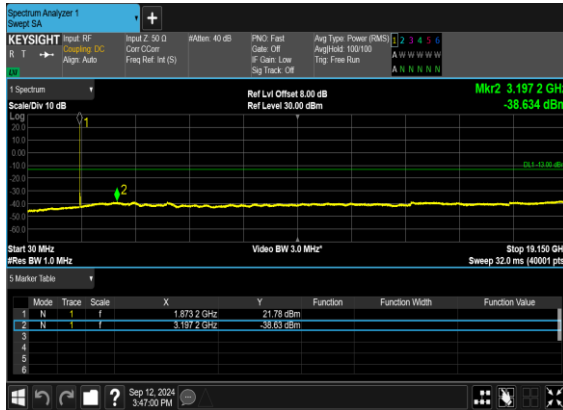 Spectrum Analyzer 1
Swept SA
+
KEYSIGHT Input: RF Input Z: 50 Ω #Atten: 40 dB PNO: Fast Avg Type: Power (RMS) 1 2 3 4 5 6
R T Coupling: DC Corr CCorr Gate: Off Avg|Hold: 100/100 A W W W W W
Align: Auto Freq Ref: Int (S) IF Gain: Low Trig: Free Run
LXI Sig Track: Off A N N N N N
1 Spectrum
Scale/Div 10 dB Ref Lvl Offset 8.00 dB Mkr2 3.197 2 GHz
Ref Level 30.00 dBm -38.634 dBm
Log
20.0
10.0
0.00
-10.0
DL1 -13.00 dBm
-20.0
-30.0
-40.0
-50.0
-60.0
1
2
Start 30 MHz Video BW 3.0 MHz* Stop 19.150 GH
#Res BW 1.0 MHz Sweep 32.0 ms (40001 pts
5 Marker Table
Mode Trace Scale X Y Function Function Width Function Value
1 N 1 f 1.873 2 GHz 21.78 dBm
2 N 1 f 3.197 2 GHz -38.63 dBm
3
4
5
6
? Sep 12, 2024
3:47:00 PM